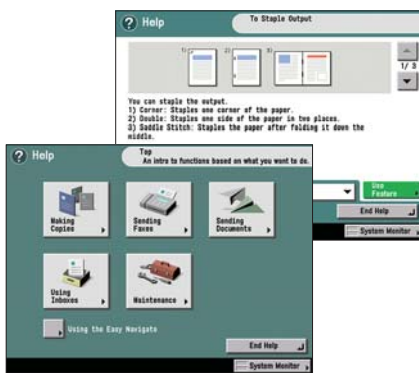 Help
To Staple Output
1) 2) 3)
1/ 3
You can staple the output.
1) Corner: Staples one corner of the paper.
2) Double: Staples one side of the paper in two places.
3) Saddle Stitch: Staples the paper after folding it down the
middle.
Use
Feature
End Help
System Monitor
Help
Top
An intro to functions based on what you want to do.
Making
Copies
Sending
Faxes
Sending
Documents
Using
Inboxes
Maintenance
Using the Easy Navigate
End Help
System Monitor